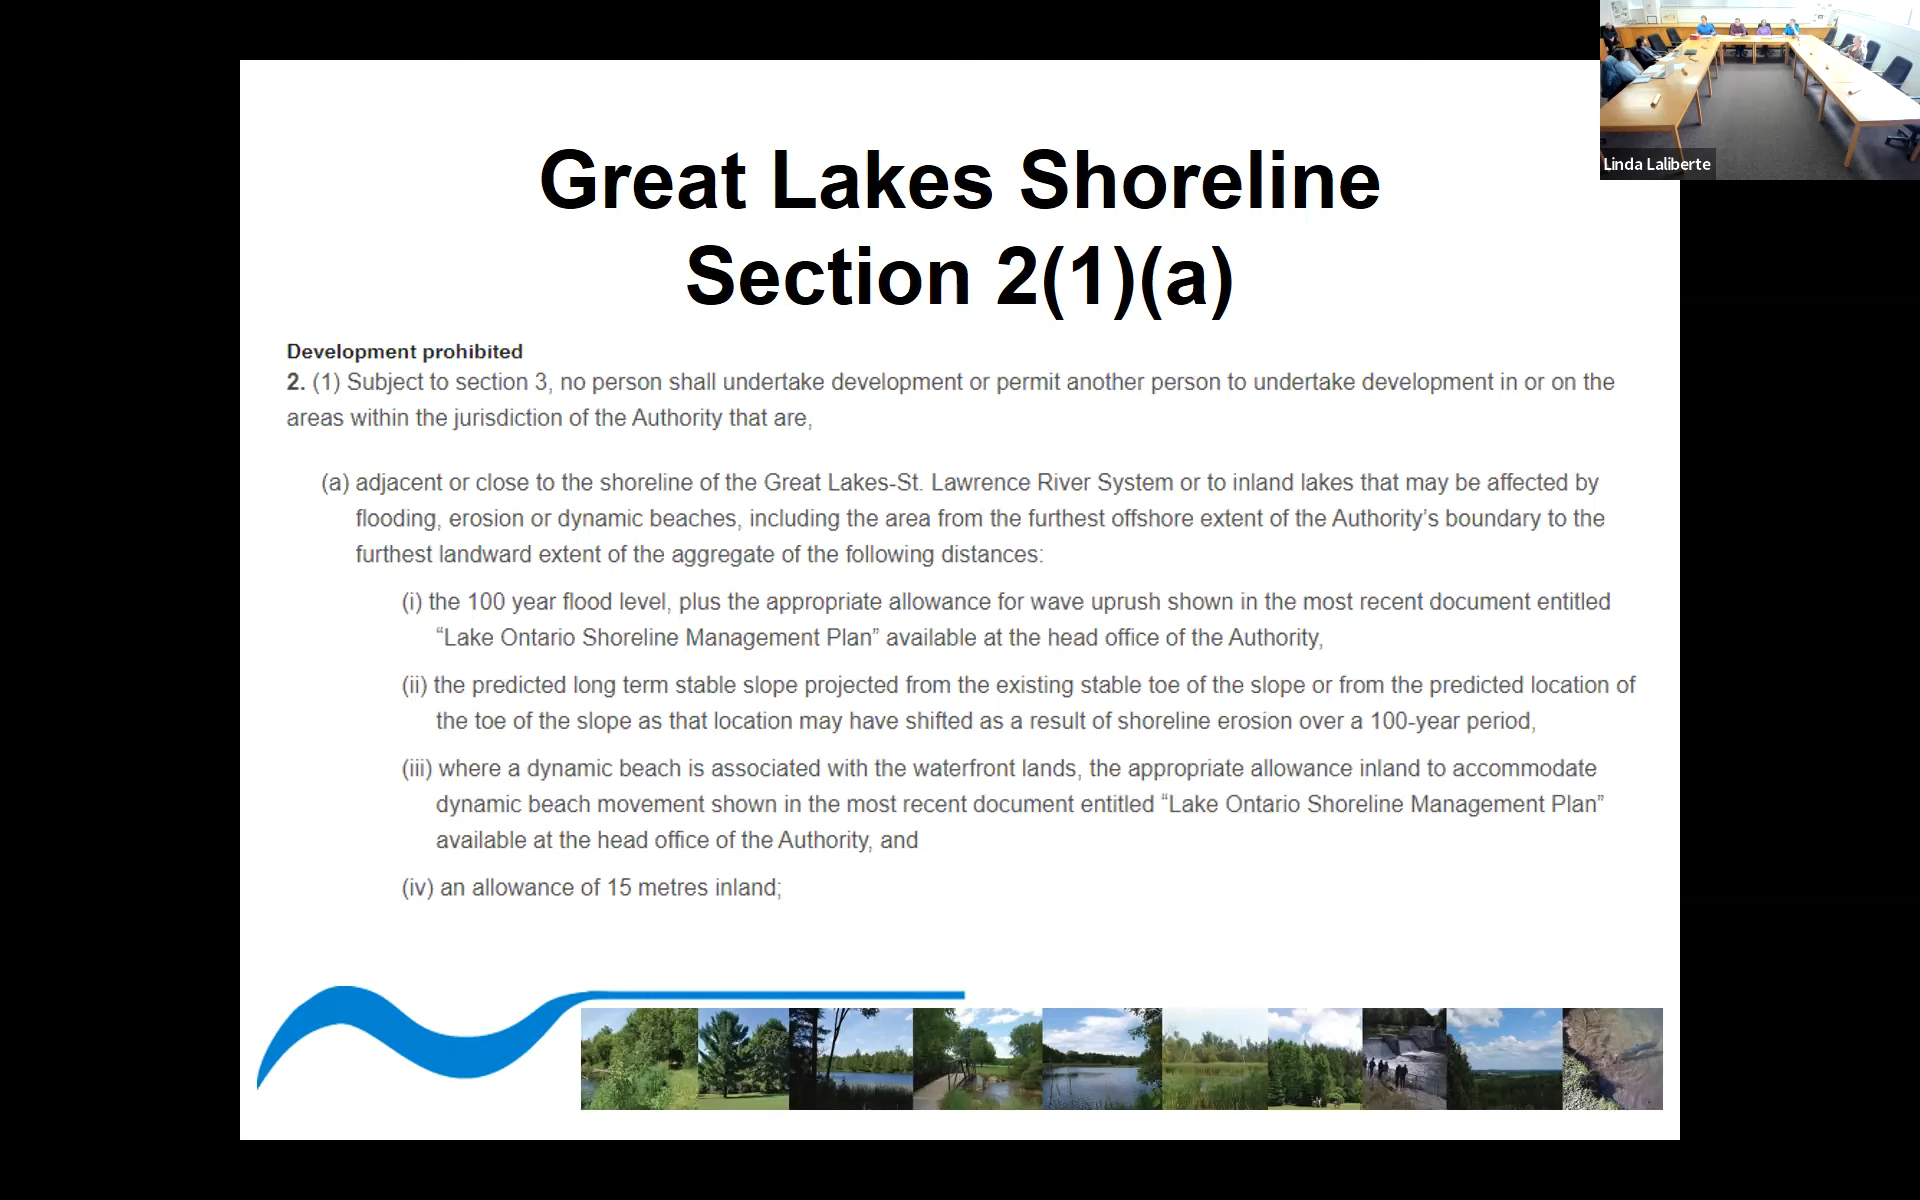 Linda Laliberte
Great Lakes Shoreline
Section 2(1)(a)
Development prohibited
2. (1) Subject to section 3, no person shall undertake development or permit another person to undertake development in or on the
areas within the jurisdiction of the Authority that are,
(a) adjacent or close to the shoreline of the Great Lakes-St. Lawrence River System or to inland lakes that may be affected by
flooding, erosion or dynamic beaches, including the area from the furthest offshore extent of the Authority's boundary to the
furthest landward extent of the aggregate of the following distances:
(i) the 100 year flood level, plus the appropriate allowance for wave uprush shown in the most recent document entitled
“Lake Ontario Shoreline Management Plan” available at the head office of the Authority,
(ii) the predicted long term stable slope projected from the existing stable toe of the slope or from the predicted location of
the toe of the slope as that location may have shifted as a result of shoreline erosion over a 100-year period,
(iii) where a dynamic beach is associated with the waterfront lands, the appropriate allowance inland to accommodate
dynamic beach movement shown in the most recent document entitled “Lake Ontario Shoreline Management Plan”
available at the head office of the Authority, and
(iv) an allowance of 15 metres inland;